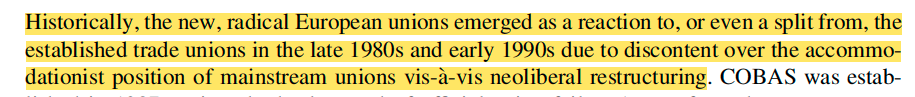 Historically, the new, radical European unions emerged as a reaction to, or even a split from, the
established trade unions in the late 1980s and early 1990s due to discontent over the accommo-
dationist position of mainstream unions vis-à-vis neoliberal restructuring. COBAS was estab-